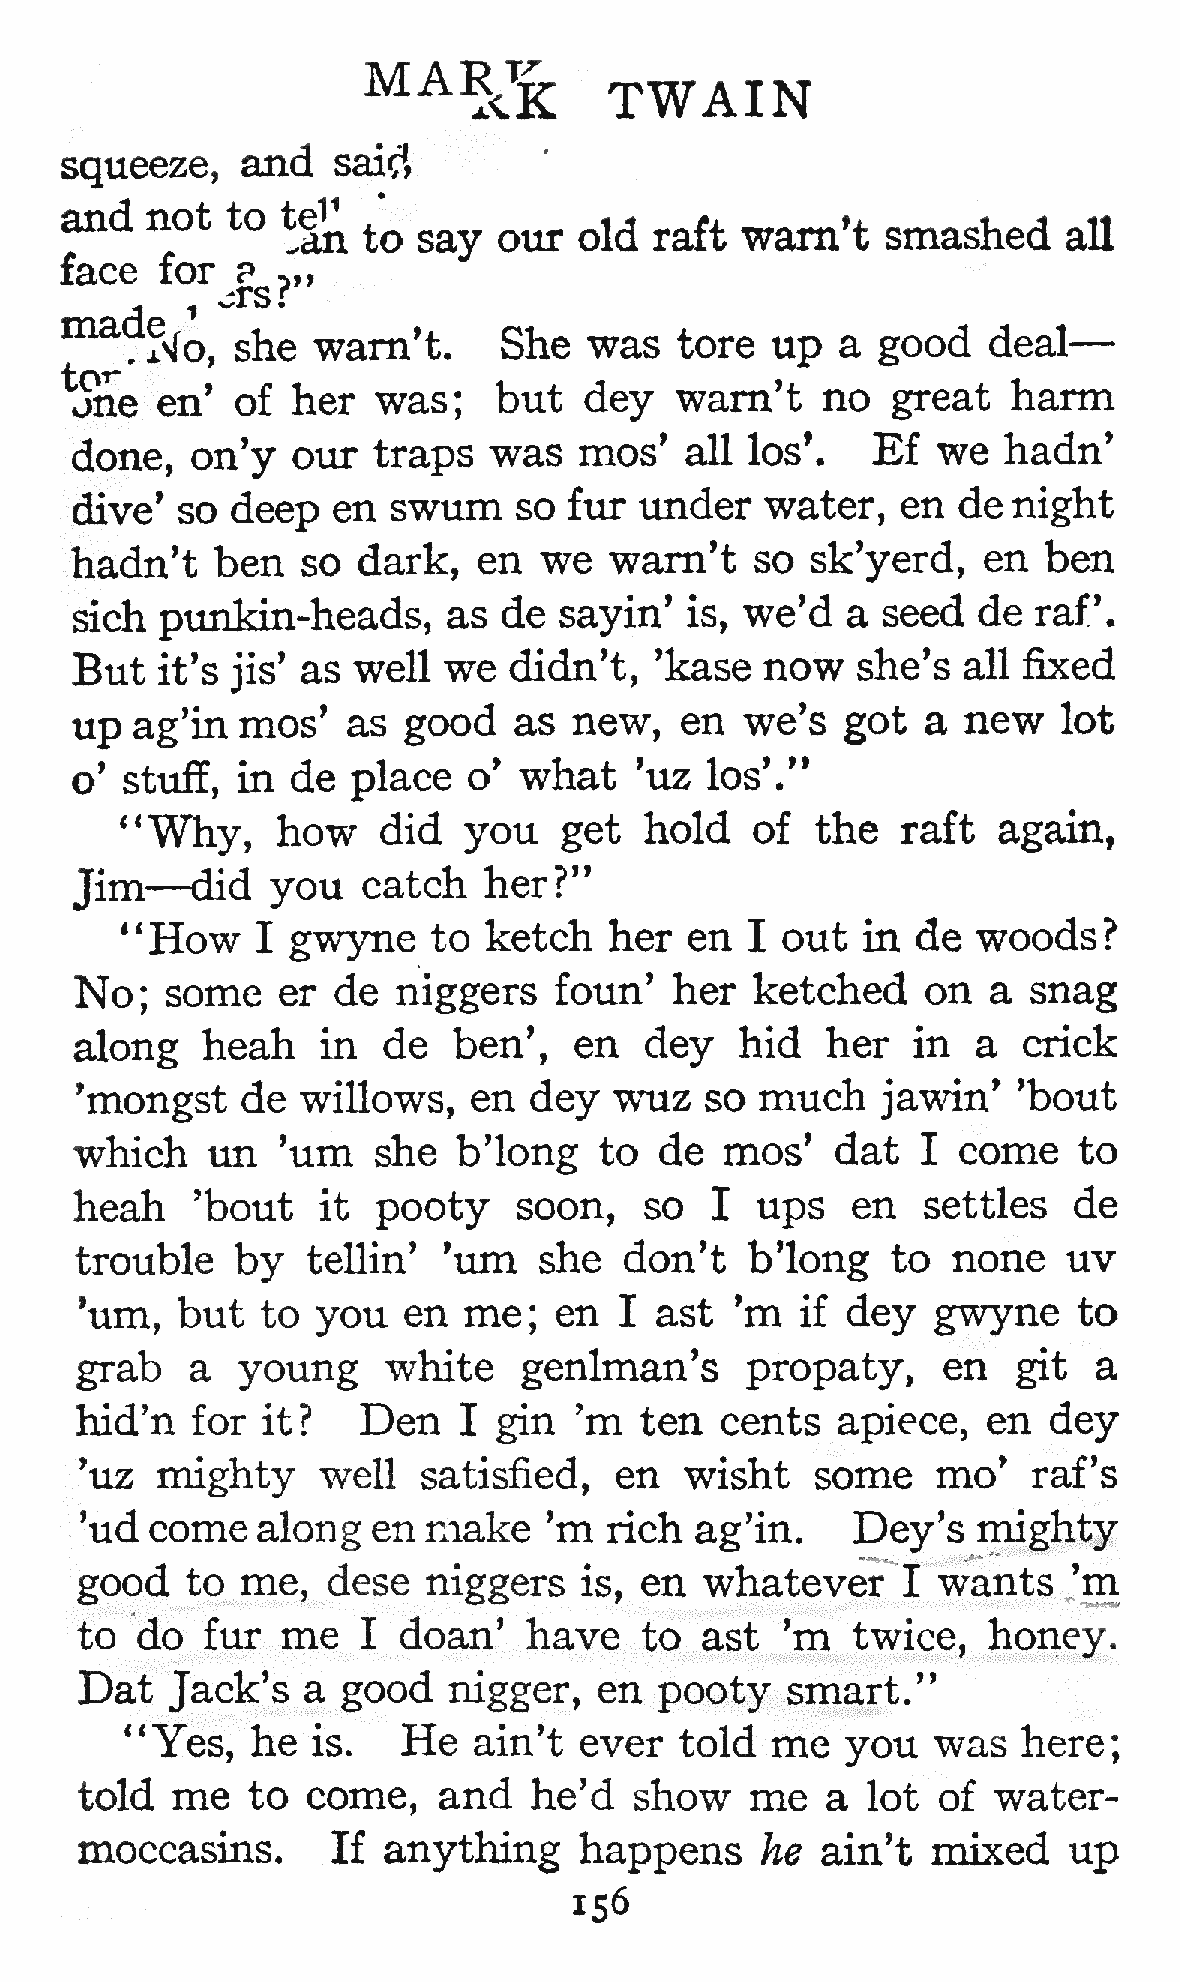 MARK TWAIN
squeeze, and said,
and not to tell
to say our old raft warn't smashed all
face for a
made
No, she warn't. She was tore up a good deal—
one en' of her was; but dey warn't no great harm
done, on'y our traps was mos' all los'. Ef we hadn'
dive' so deep en swum so fur under water, en de night
hadn't ben so dark, en we warn't so sk'yerd, en ben
sich punkin-heads, as de sayin' is, we'd a seed de raf'.
But it's jis' as well we didn't, 'kase now she's all fixed
up ag'in mos' as good as new, en we's got a new lot
o' stuff, in de place o' what 'uz los'."
"Why, how did you get hold of the raft again,
Jim—did you catch her?"
"How I gwyne to ketch her en I out in de woods?
No; some er de niggers foun' her ketched on a snag
along heah in de ben', en dey hid her in a crick
'mongst de willows, en dey wuz so much jawin' 'bout
which un 'um she b'long to de mos' dat I come to
heah 'bout it pooty soon, so I ups en settles de
trouble by tellin' 'um she don't b'long to none uv
'um, but to you en me; en I ast 'm if dey gwyne to
grab a young white genlman's propaty, en git a
hid'n for it? Den I gin 'm ten cents apiece, en dey
'uz mighty well satisfied, en wisht some mo' raf's
'ud come along en make 'm rich ag'in. Dey's mighty
good to me, dese niggers is, en whatever I wants 'm
to do fur me I doan' have to ast 'm twice, honey.
Dat Jack's a good nigger, en pooty smart."
"Yes, he is. He ain't ever told me you was here;
told me to come, and he'd show me a lot of water-
moccasins. If anything happens he ain't mixed up
156